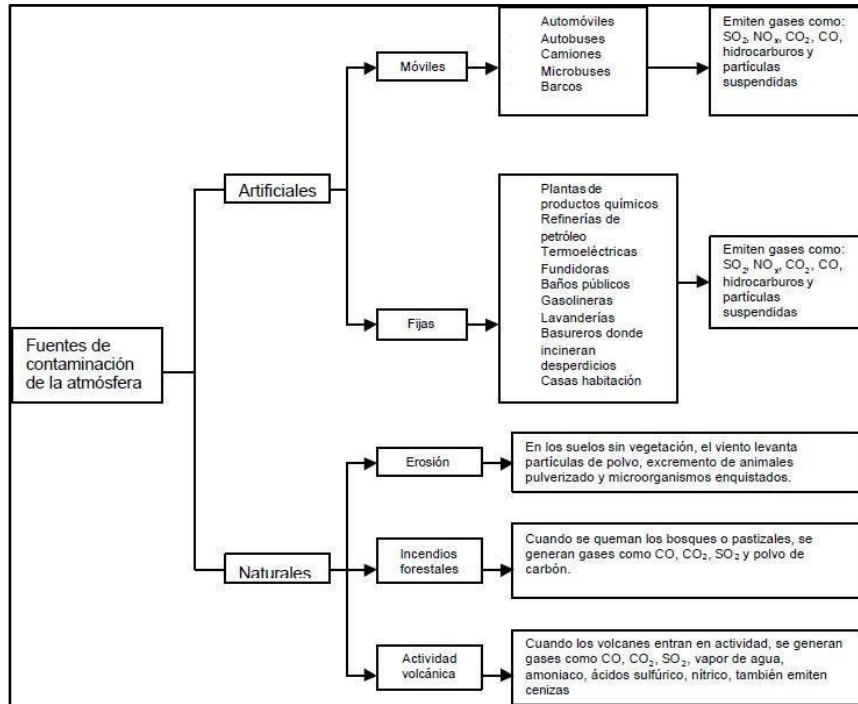 Fuentes de
contaminación
de la atmósfera
Artificiales
Móviles
Automóviles
Autobuses
Camiones
Microbuses
Barcos
Emiten gases como:
SO₂, NOₓ, CO₂, CO,
hidrocarburos y
partículas
suspendidas
Fijas
Plantas de
productos químicos
Refinerías de
petróleo
Termoeléctricas
Fundidoras
Baños públicos
Gasolineras
Lavanderías
Basureros donde
incineran
desperdicios
Casas habitación
Emiten gases como:
SO₂, NOₓ, CO₂, CO,
hidrocarburos y
partículas
suspendidas
Naturales
Erosión
En los suelos sin vegetación, el viento levanta
partículas de polvo, excremento de animales
pulverizado y microorganismos enquistados.
Incendios
forestales
Cuando se queman los bosques o pastizales, se
generan gases como CO, CO₂, SO₂ y polvo de
carbón.
Actividad
volcánica
Cuando los volcanes entran en actividad, se generan
gases como CO, CO₂, SO₂, vapor de agua,
amoniaco, ácidos sulfúrico, nítrico, también emiten
cenizas